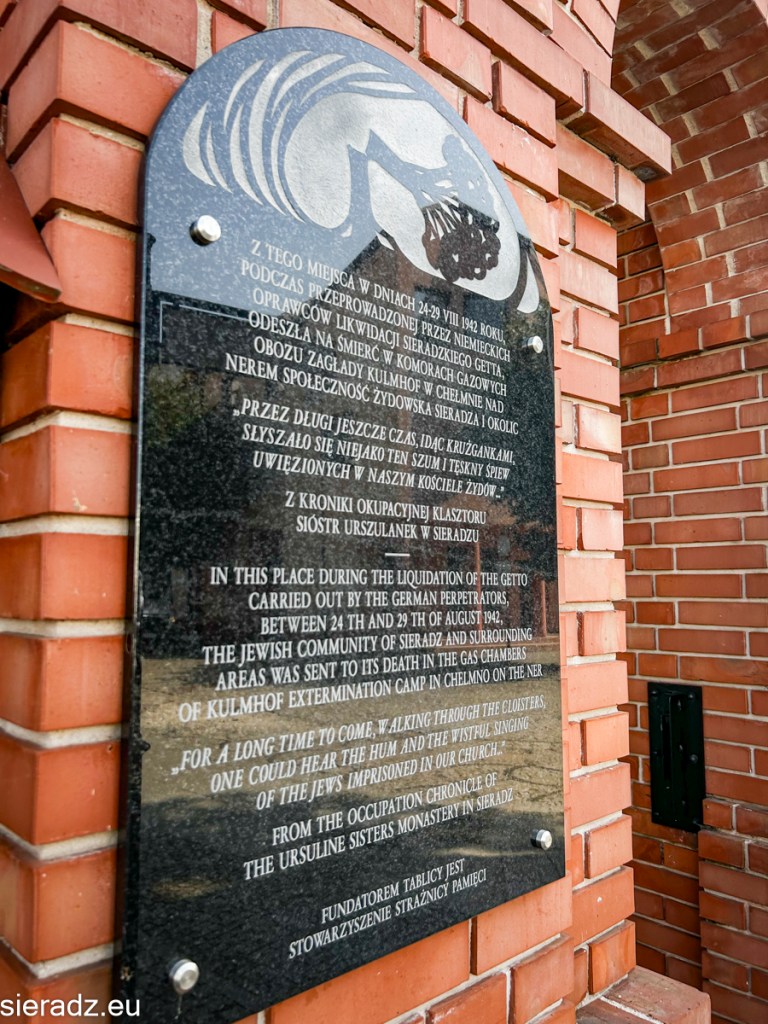 Z TEGO MIEJSCA W DNIACH 24-29 VIII 1942 ROKU,
PODCZAS PRZEPROWADZONEJ PRZEZ NIEMIECKICH
OPRAWCÓW LIKWIDACJI SIERADZKIEGO GETTA,
ODESZŁA NA ŚMIERĆ W KOMORACH GAZOWYCH
OBOZU ZAGŁADY KULMHOF W CHEŁMNIE NAD
NEREM SPOŁECZNOŚĆ ŻYDOWSKA SIERADZA I OKOLIC
„PRZEZ DŁUGI JESZCZE CZAS, IDĄC KRUŻGANKAMI,
SŁYSZAŁO SIĘ NIEJAKO TEN SZUM I TĘSKNY ŚPIEW
UWIĘZIONYCH W NASZYM KOŚCIELE ŻYDÓW..”
Z KRONIKI OKUPACYJNEJ KLASZTORU
SIÓSTR URSZULANEK W SIERADZU
IN THIS PLACE DURING THE LIQUIDATION OF THE GETTO
CARRIED OUT BY THE GERMAN PERPETRATORS,
BETWEEN 24 TH AND 29 TH OF AUGUST 1942,
THE JEWISH COMMUNITY OF SIERADZ AND SURROUNDING
AREAS WAS SENT TO ITS DEATH IN THE GAS CHAMBERS
OF KULMHOF EXTERMINATION CAMP IN CHELMNO ON THE NER
„FOR A LONG TIME TO COME, WALKING THROUGH THE CLOISTERS,
ONE COULD HEAR THE HUM AND THE WISTFUL SINGING
OF THE JEWS IMPRISONED IN OUR CHURCH..”
FROM THE OCCUPATION CHRONICLE OF
THE URSULINE SISTERS MONASTERY IN SIERADZ
FUNDATOREM TABLICY JEST
STOWARZYSZENIE STRAŻNICY PAMIĘCI
sieradz.eu